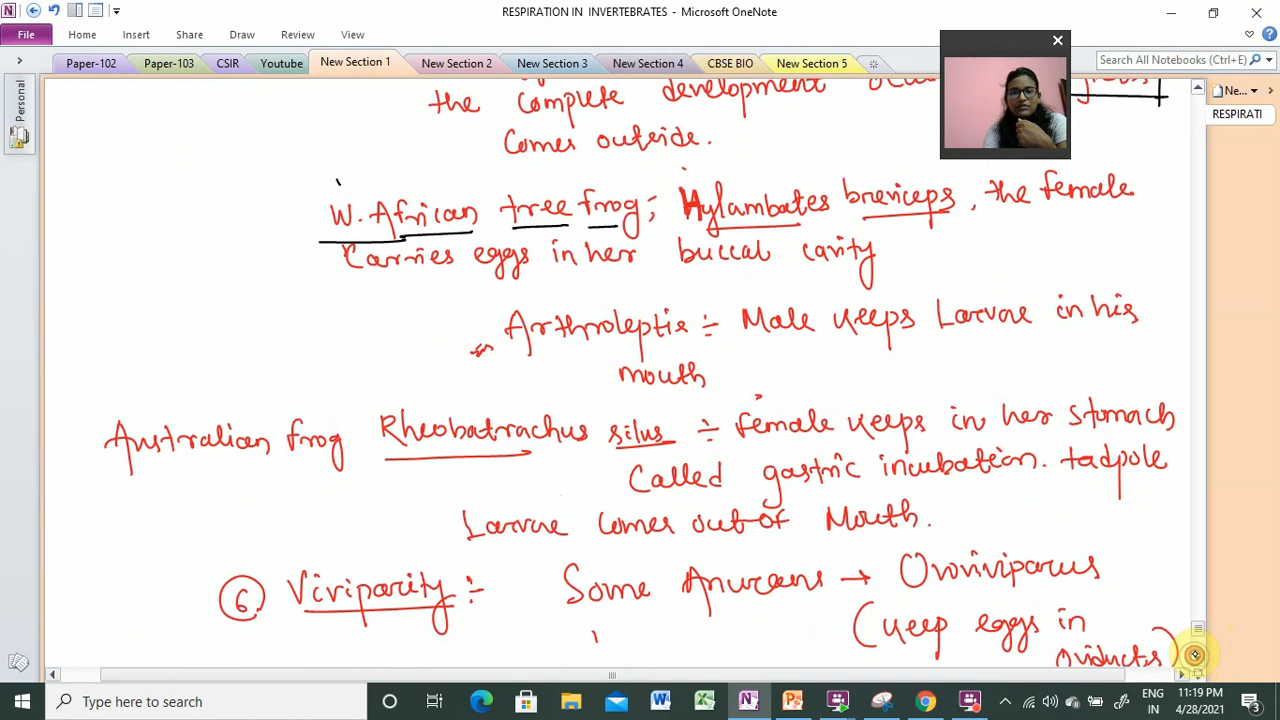 RESPIRATION IN INVERTEBRATES - Microsoft OneNote
File Home Insert Share Draw Review View
Paper-102 Paper-103 CSIR Youtube New Section 1 New Section 2 New Section 3 New Section 4 CBSE BIO New Section 5 Search All Notebooks (Ctrl+E)
Personal
Ne...
RESPIRATI
the complete development
comes outside.
W. African tree frog; Hylambates breviceps, the female
Carries eggs in her buccal cavity
Arthroleptis ÷ Male keeps Larvae in his
mouth
Australian frog Rheobatrachus silus ÷ female keeps in her stomach
Called gastric incubation. tadpole
Larvae comes out of Mouth.
6 Viviparity ÷ Some Anurans → Ovoviviparus
(keep eggs in
oviducts)
Type here to search
ENG
IN
11:19 PM
4/28/2021
3